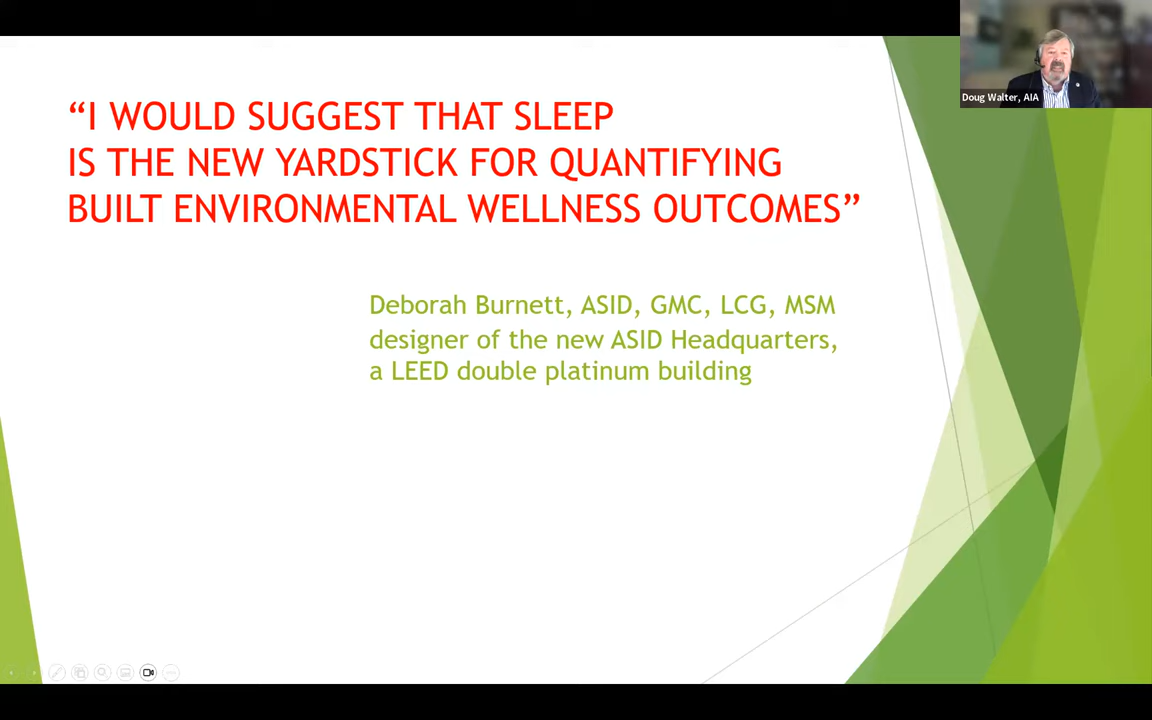 Doug Walter, AIA
“I WOULD SUGGEST THAT SLEEP
IS THE NEW YARDSTICK FOR QUANTIFYING
BUILT ENVIRONMENTAL WELLNESS OUTCOMES”
Deborah Burnett, ASID, GMC, LCG, MSM
designer of the new ASID Headquarters,
a LEED double platinum building